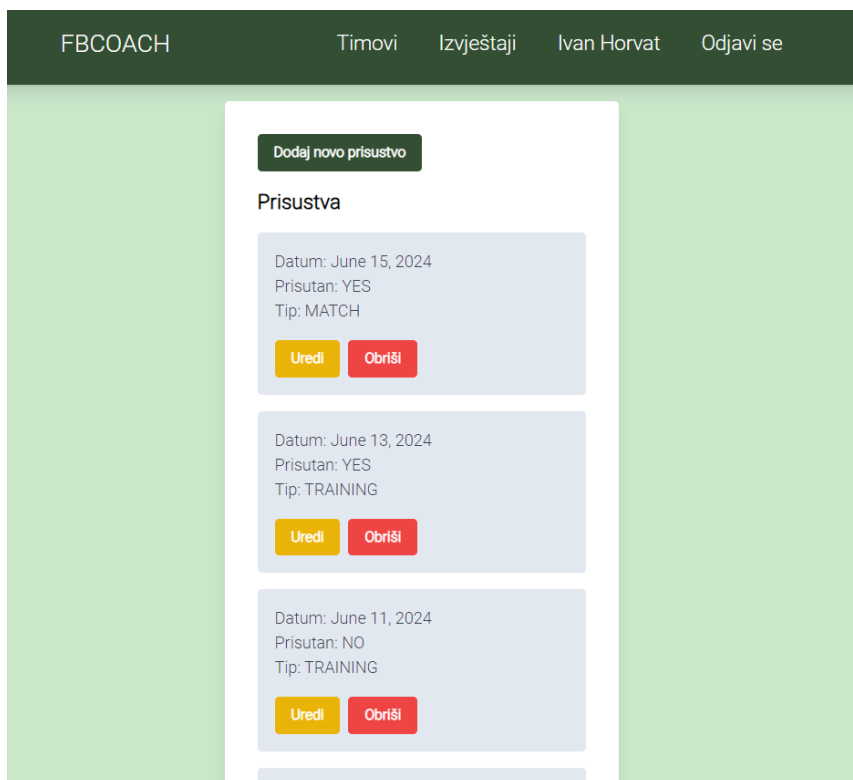 FBCOACH Timovi Izvještaji Ivan Horvat Odjavi se
Dodaj novo prisustvo
Prisustva
Datum: June 15, 2024
Prisutan: YES
Tip: MATCH
Uredi Obriši
Datum: June 13, 2024
Prisutan: YES
Tip: TRAINING
Uredi Obriši
Datum: June 11, 2024
Prisutan: NO
Tip: TRAINING
Uredi Obriši